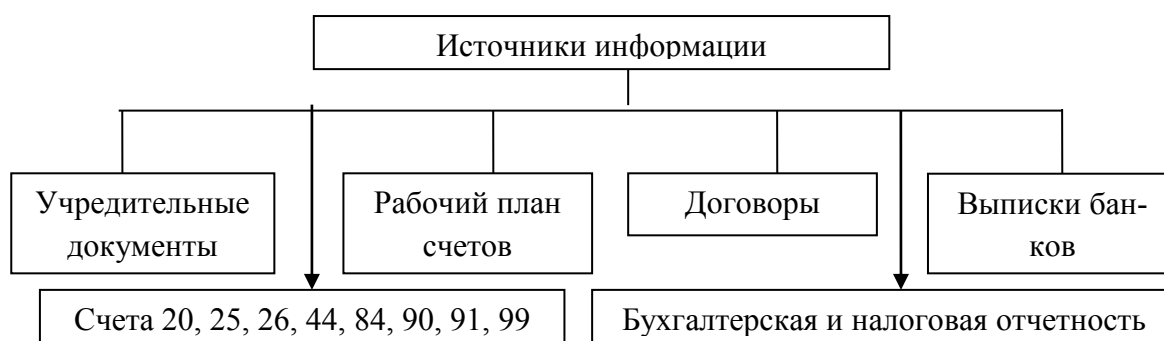 Источники информации
Учредительные
документы
Рабочий план
счетов
Договоры
Выписки бан-
ков
Счета 20, 25, 26, 44, 84, 90, 91, 99
Бухгалтерская и налоговая отчетность